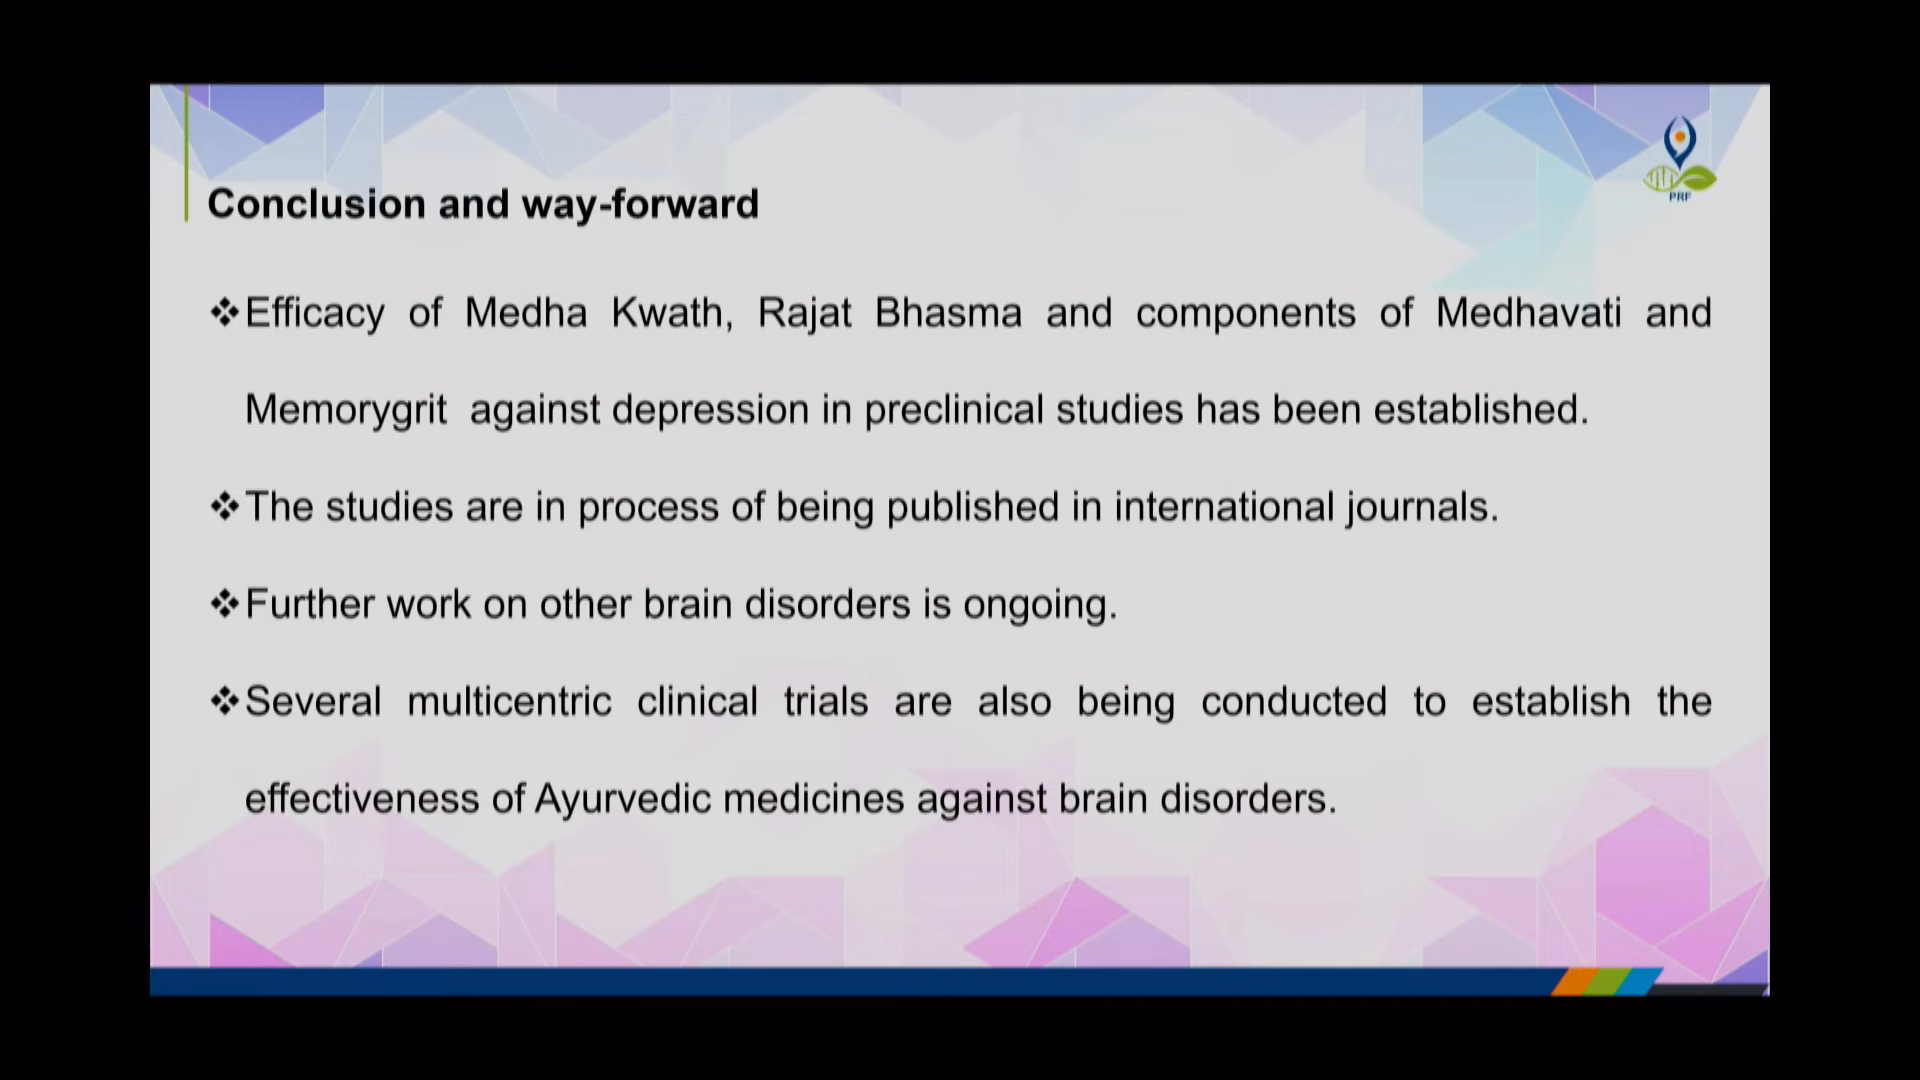 PRF
Conclusion and way-forward
❖Efficacy of Medha Kwath, Rajat Bhasma and components of Medhavati and
Memorygrit against depression in preclinical studies has been established.
❖The studies are in process of being published in international journals.
❖Further work on other brain disorders is ongoing.
❖Several multicentric clinical trials are also being conducted to establish the
effectiveness of Ayurvedic medicines against brain disorders.